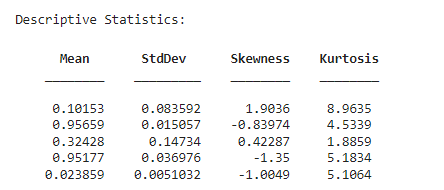 Descriptive Statistics:
Mean StdDev Skewness Kurtosis
0.10153 0.083592 1.9036 8.9635
0.95659 0.015057 -0.83974 4.5339
0.32428 0.14734 0.42287 1.8859
0.95177 0.036976 -1.35 5.1834
0.023859 0.0051032 -1.0049 5.1064